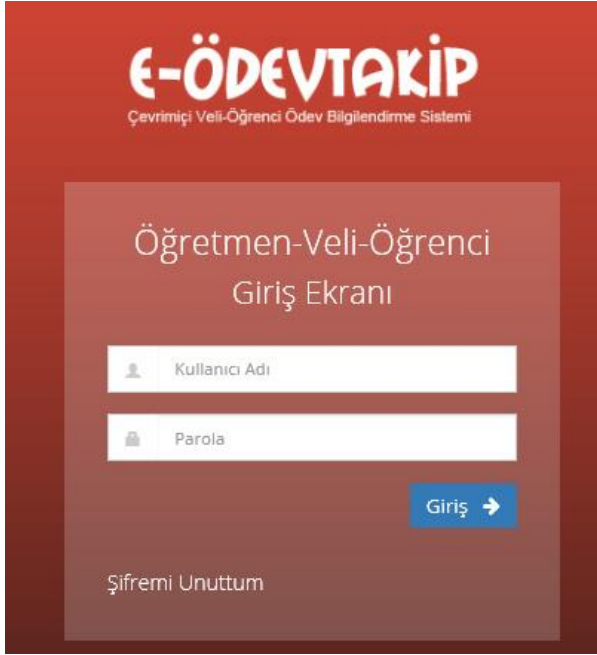 E-ÖDEVTAKİP
Çevrimiçi Veli-Öğrenci Ödev Bilgilendirme Sistemi
Öğretmen-Veli-Öğrenci
Giriş Ekranı
Kullanıcı Adı
Parola
Giriş
Şifremi Unuttum